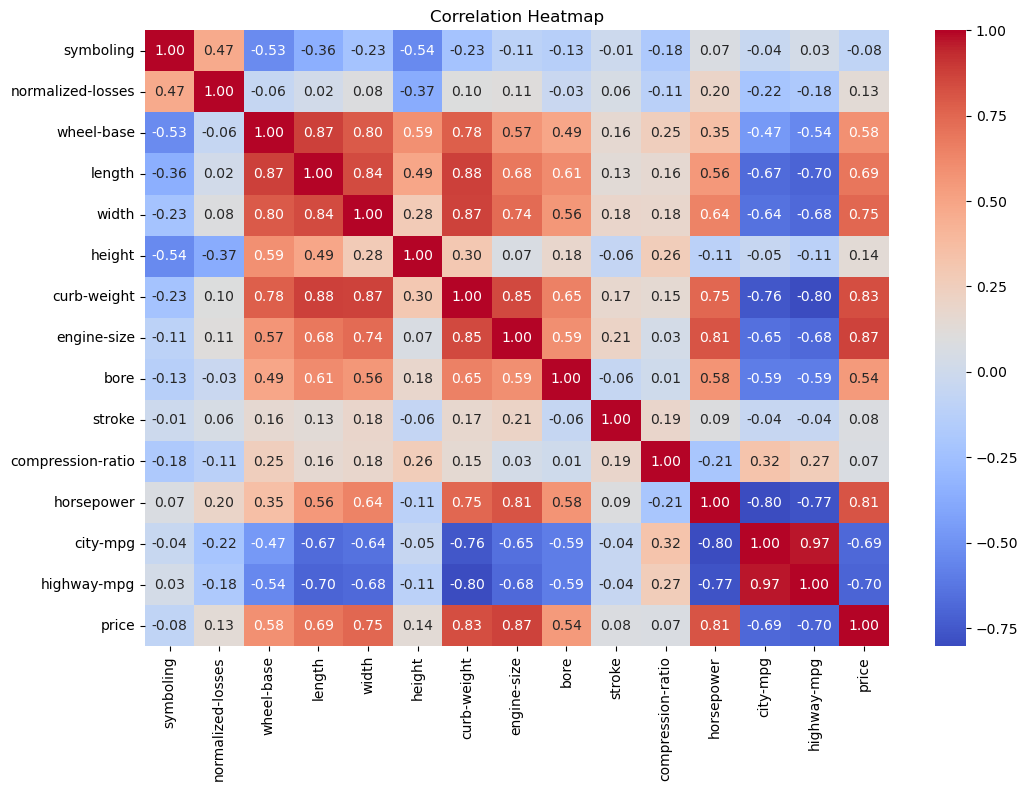 Correlation Heatmap
symboling 1.00 0.47 -0.53 -0.36 -0.23 -0.54 -0.23 -0.11 -0.13 -0.01 -0.18 0.07 -0.04 0.03 -0.08
normalized-losses 0.47 1.00 -0.06 0.02 0.08 -0.37 0.10 0.11 -0.03 0.06 -0.11 0.20 -0.22 -0.18 0.13
wheel-base -0.53 -0.06 1.00 0.87 0.80 0.59 0.78 0.57 0.49 0.16 0.25 0.35 -0.47 -0.54 0.58
length -0.36 0.02 0.87 1.00 0.84 0.49 0.88 0.68 0.61 0.13 0.16 0.56 -0.67 -0.70 0.69
width -0.23 0.08 0.80 0.84 1.00 0.28 0.87 0.74 0.56 0.18 0.18 0.64 -0.64 -0.68 0.75
height -0.54 -0.37 0.59 0.49 0.28 1.00 0.30 0.07 0.18 -0.06 0.26 -0.11 -0.05 -0.11 0.14
curb-weight -0.23 0.10 0.78 0.88 0.87 0.30 1.00 0.85 0.65 0.17 0.15 0.75 -0.76 -0.80 0.83
engine-size -0.11 0.11 0.57 0.68 0.74 0.07 0.85 1.00 0.59 0.21 0.03 0.81 -0.65 -0.68 0.87
bore -0.13 -0.03 0.49 0.61 0.56 0.18 0.65 0.59 1.00 -0.06 0.01 0.58 -0.59 -0.59 0.54
stroke -0.01 0.06 0.16 0.13 0.18 -0.06 0.17 0.21 -0.06 1.00 0.19 0.09 -0.04 -0.04 0.08
compression-ratio -0.18 -0.11 0.25 0.16 0.18 0.26 0.15 0.03 0.01 0.19 1.00 -0.21 0.32 0.27 0.07
horsepower 0.07 0.20 0.35 0.56 0.64 -0.11 0.75 0.81 0.58 0.09 -0.21 1.00 -0.80 -0.77 0.81
city-mpg -0.04 -0.22 -0.47 -0.67 -0.64 -0.05 -0.76 -0.65 -0.59 -0.04 0.32 -0.80 1.00 0.97 -0.69
highway-mpg 0.03 -0.18 -0.54 -0.70 -0.68 -0.11 -0.80 -0.68 -0.59 -0.04 0.27 -0.77 0.97 1.00 -0.70
price -0.08 0.13 0.58 0.69 0.75 0.14 0.83 0.87 0.54 0.08 0.07 0.81 -0.69 -0.70 1.00
symboling
normalized-losses
wheel-base
length
width
height
curb-weight
engine-size
bore
stroke
compression-ratio
horsepower
city-mpg
highway-mpg
price
1.00
0.75
0.50
0.25
0.00
-0.25
-0.50
-0.75